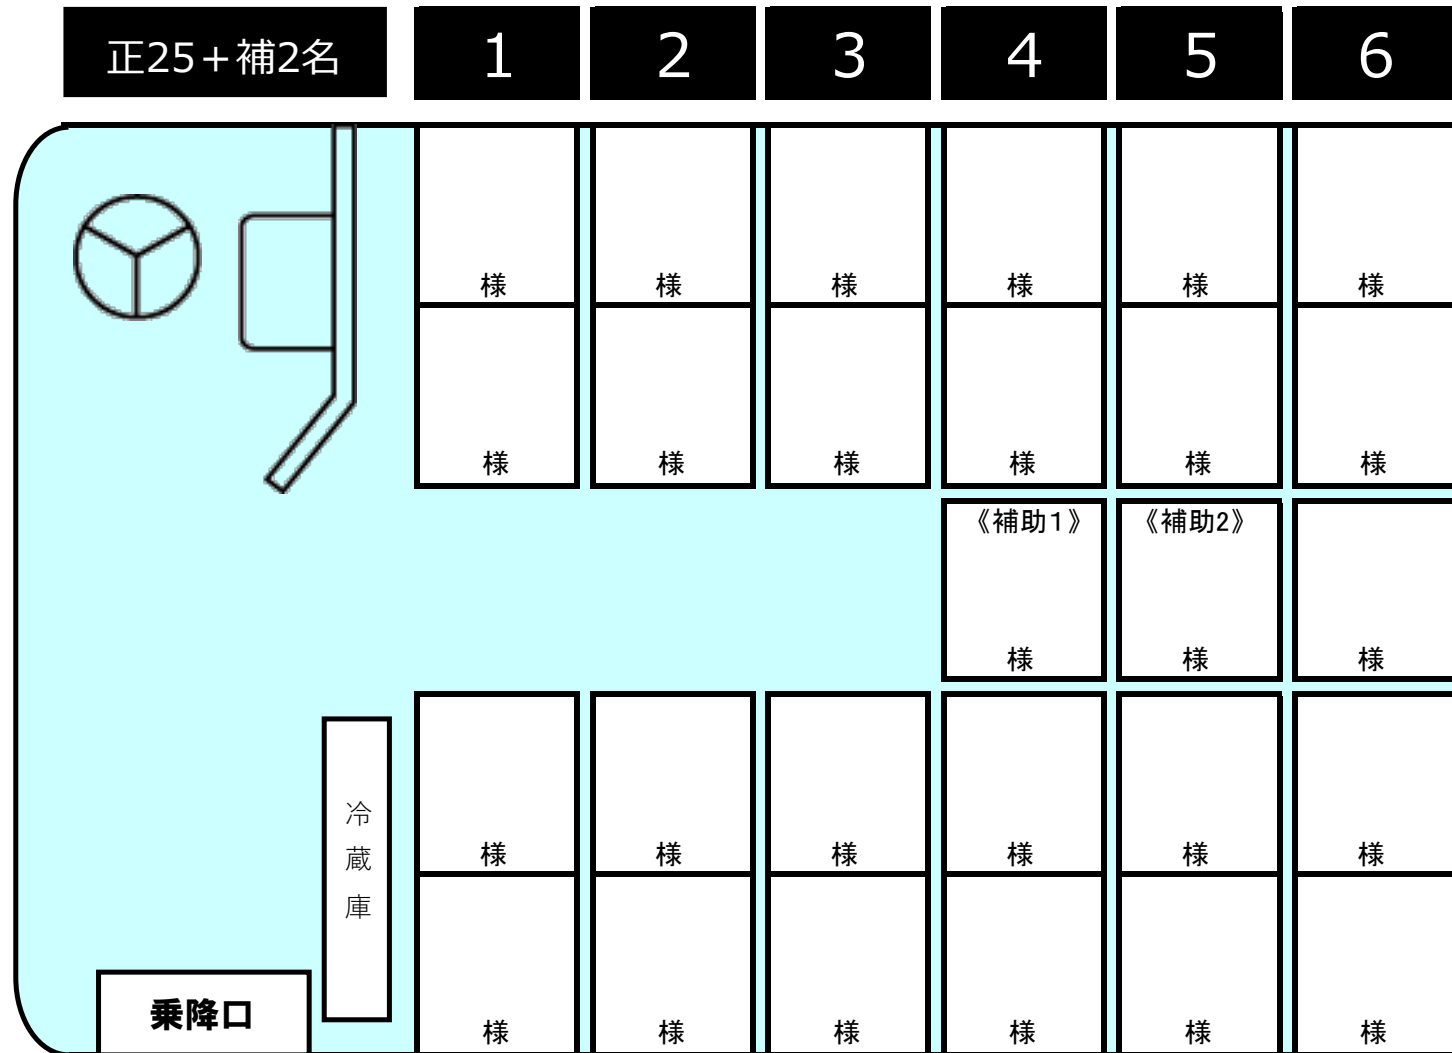 正25+補2名
1 2 3 4 5 6
様 様 様 様 様 様
様 様 様 様 様 様
《補助1》 《補助2》
様 様 様
冷
蔵
庫
様 様 様 様 様 様
乗降口
様 様 様 様 様 様